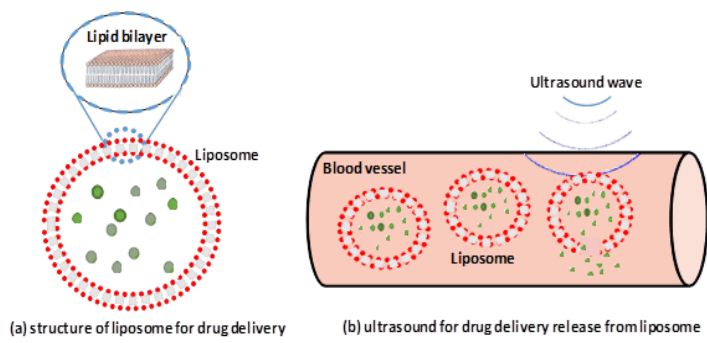 Lipid bilayer
Liposome
(a) structure of liposome for drug delivery
Ultrasound wave
Blood vessel
Liposome
(b) ultrasound for drug delivery release from liposome